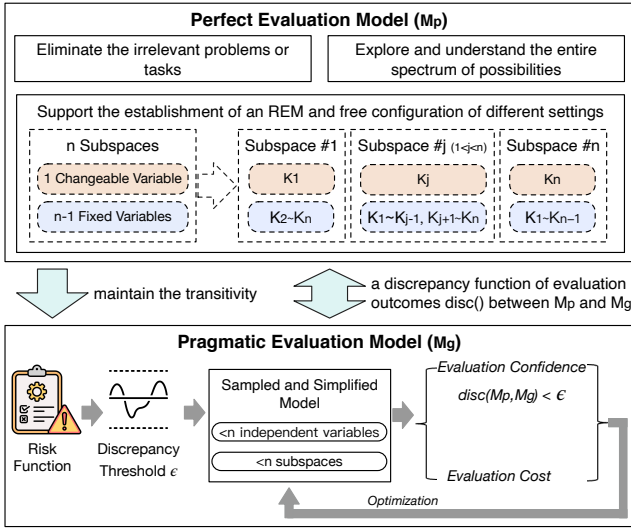 Perfect Evaluation Model (Mp)
Eliminate the irrelevant problems or
tasks
Explore and understand the entire
spectrum of possibilities
Support the establishment of an REM and free configuration of different settings
n Subspaces
1 Changeable Variable
n-1 Fixed Variables
Subspace #1
K1
K2~Kn
Subspace #j (1<j<n)
Kj
K1~Kj-1, Kj+1~Kn
Subspace #n
Kn
K1~Kn-1
maintain the transitivity
a discrepancy function of evaluation
outcomes disc() between Mp and Mg
Pragmatic Evaluation Model (Mg)
Risk
Function
Discrepancy
Threshold ϵ
Sampled and Simplified
Model
<n independent variables
<n subspaces
Evaluation Confidence
disc(Mp,Mg) < ϵ
Evaluation Cost
Optimization